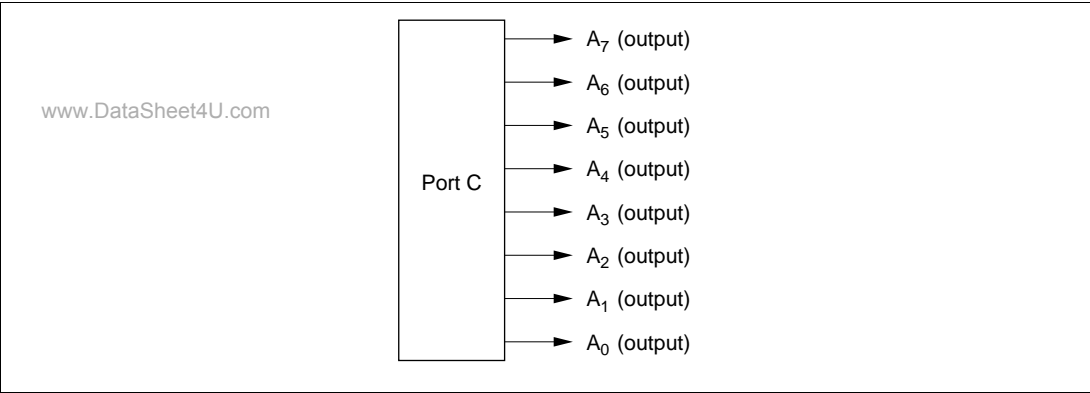 A₇ (output)
A₆ (output)
www.DataSheet4U.com
A₅ (output)
A₄ (output)
Port C
A₃ (output)
A₂ (output)
A₁ (output)
A₀ (output)